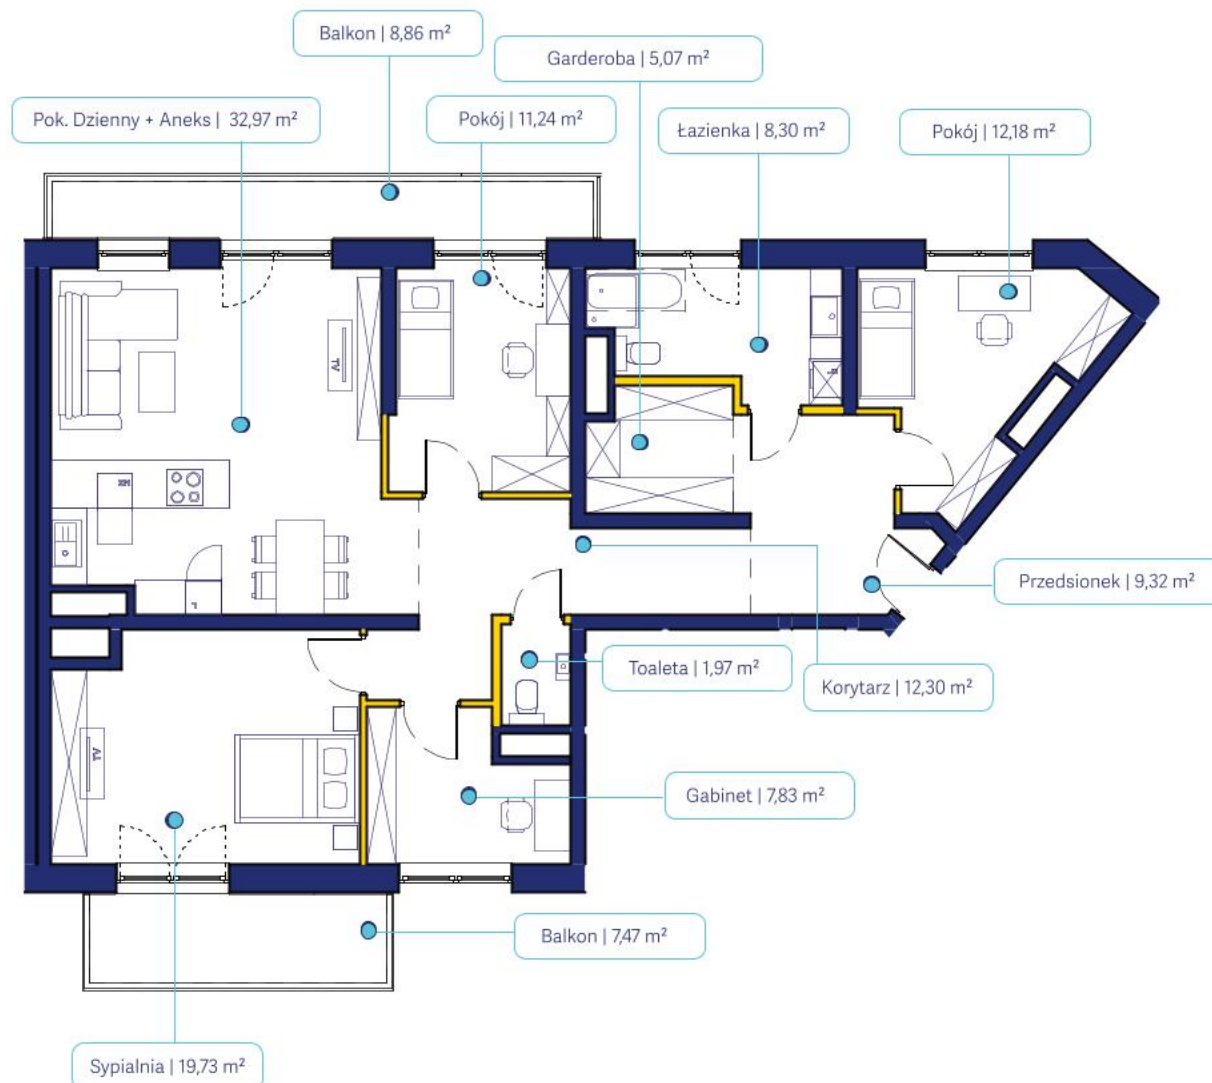 Balkon | 8,86 m²
Garderoba | 5,07 m²
Pok. Dzienny + Aneks | 32,97 m²
Pokój | 11,24 m²
Łazienka | 8,30 m²
Pokój | 12,18 m²
TV
Przedsionek | 9,32 m²
Toaleta | 1,97 m²
Korytarz | 12,30 m²
TV
Gabinet | 7,83 m²
Balkon | 7,47 m²
Sypialnia | 19,73 m²